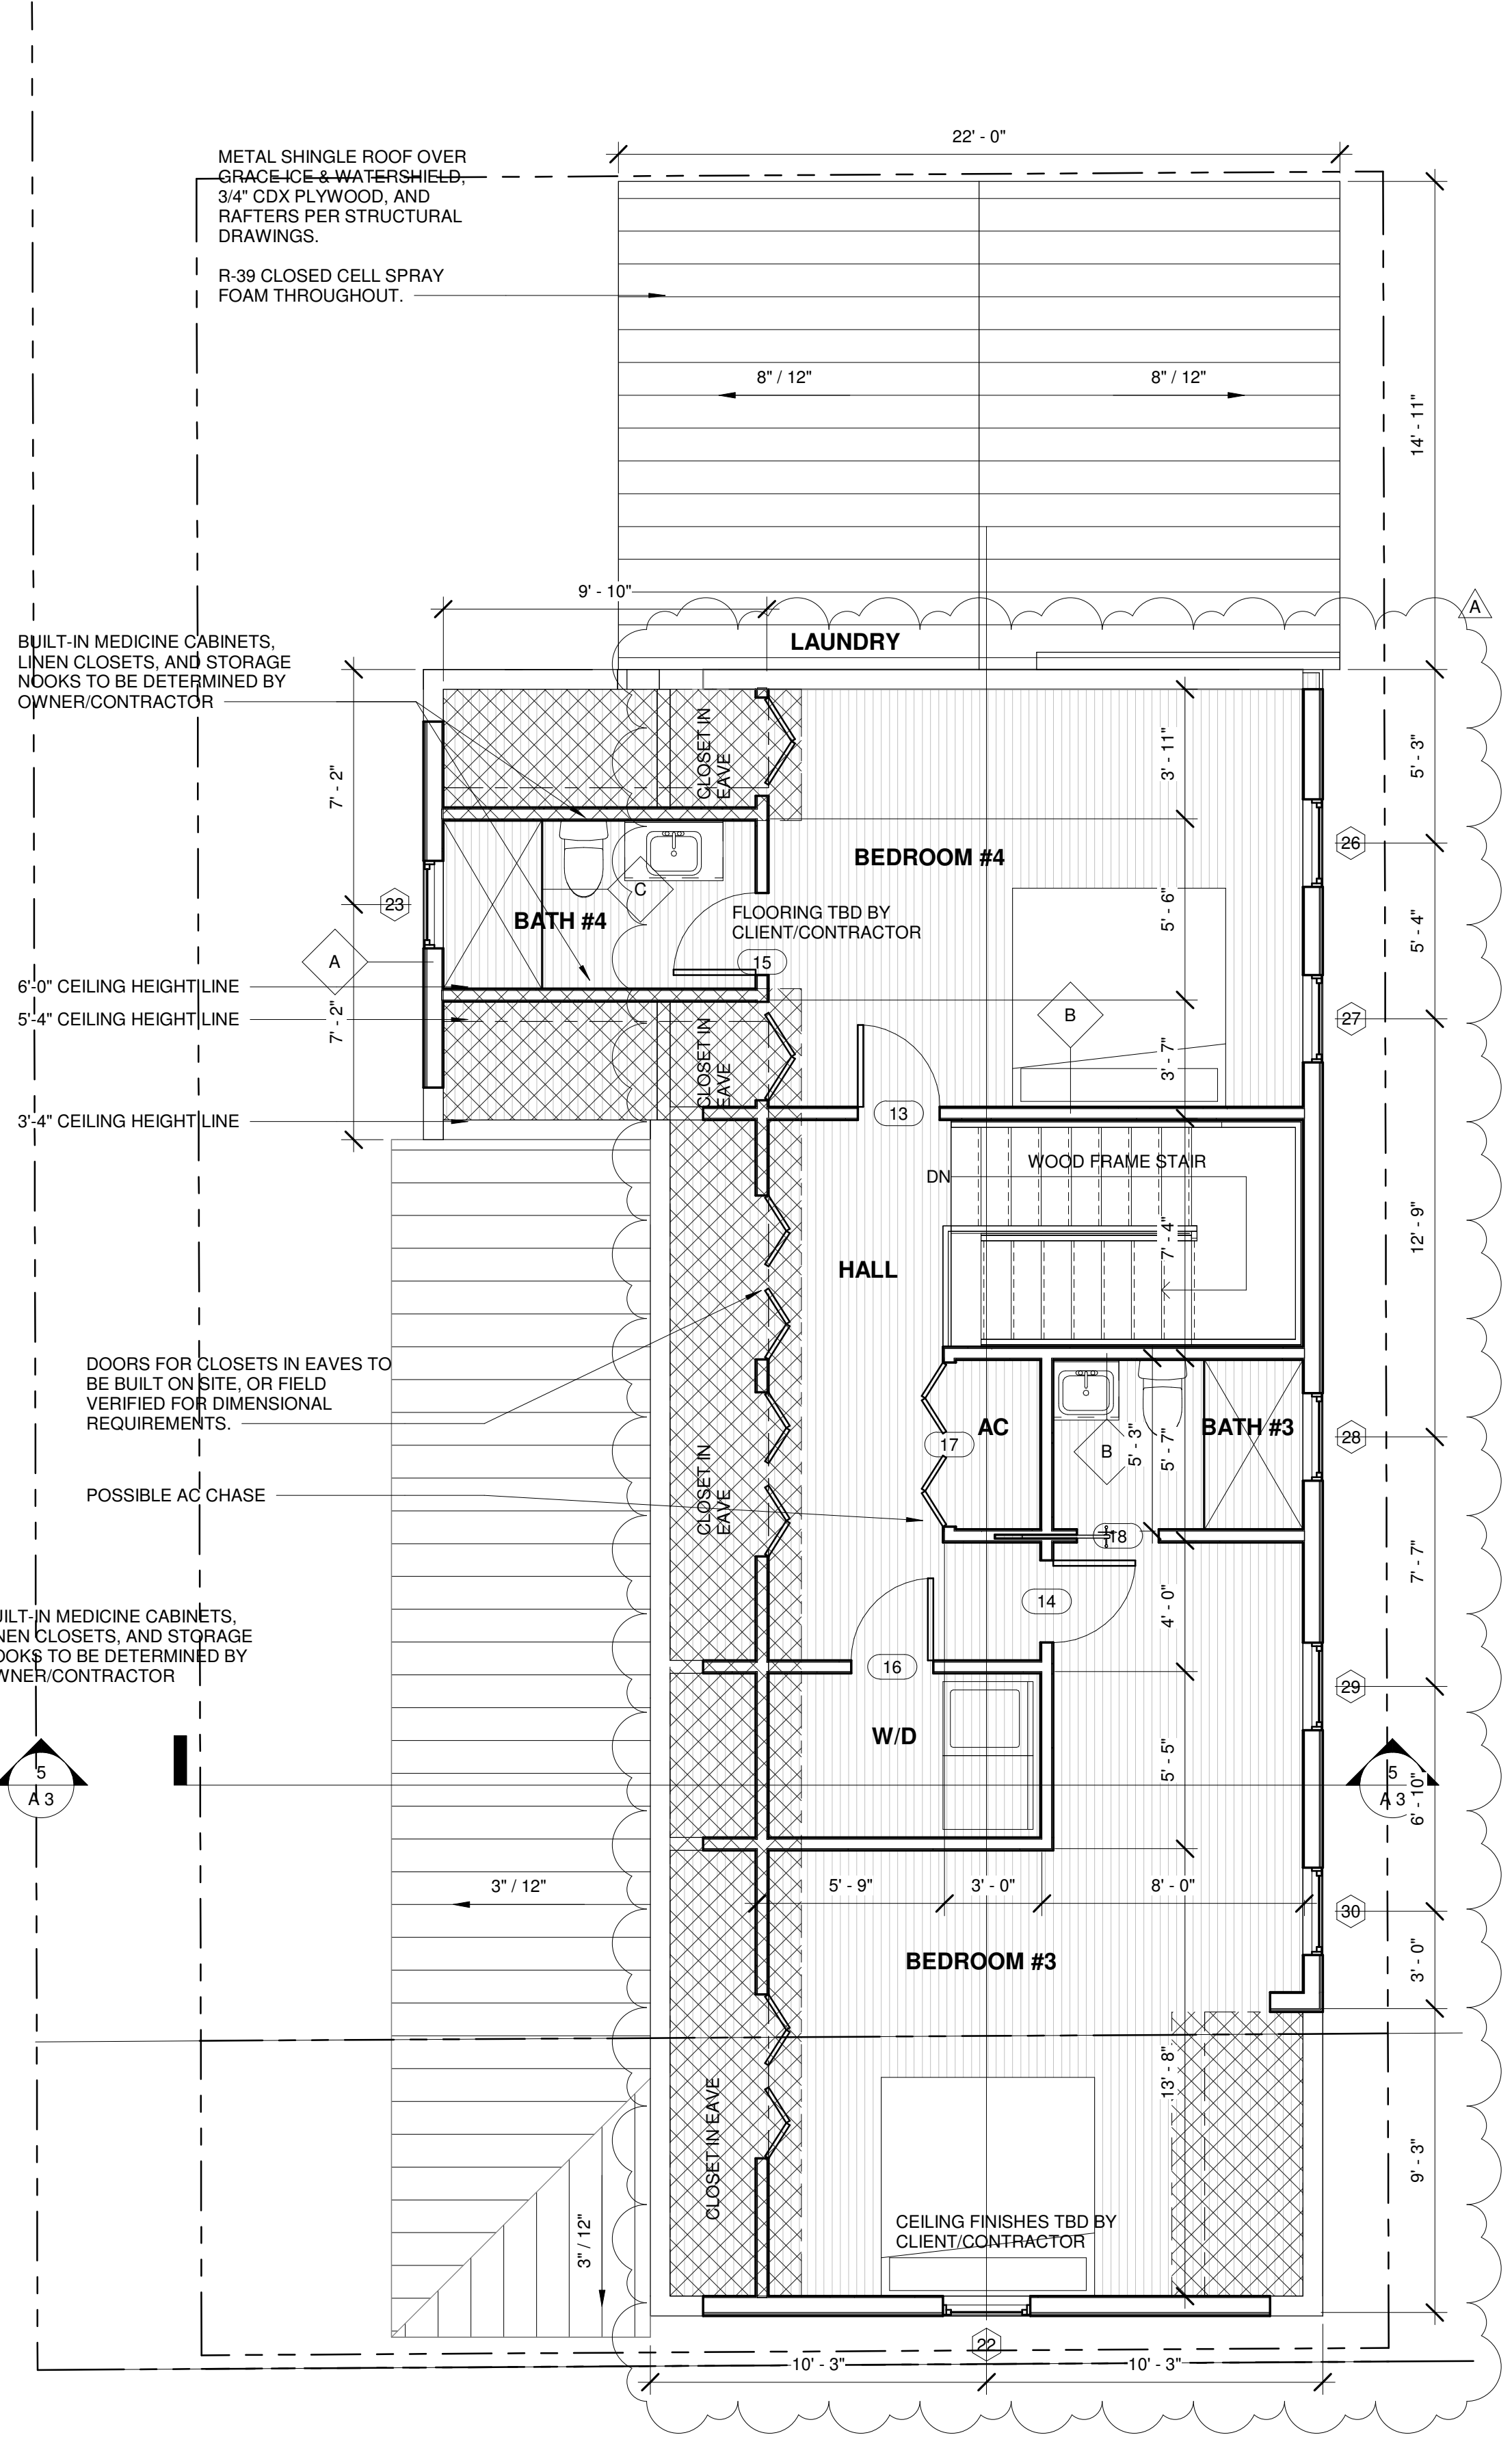 22' - 0"
METAL SHINGLE ROOF OVER
GRACE ICE & WATERSHIELD,
3/4" CDX PLYWOOD, AND
RAFTERS PER STRUCTURAL
DRAWINGS.
R-39 CLOSED CELL SPRAY
FOAM THROUGHOUT.
8" / 12"
8" / 12"
14' - 11"
9' - 10"
A
LAUNDRY
BUILT-IN MEDICINE CABINETS,
LINEN CLOSETS, AND STORAGE
NOOKS TO BE DETERMINED BY
OWNER/CONTRACTOR
CLOSET IN
EAVE
3' - 11"
5' - 3"
7' - 2"
26
BEDROOM #4
C
23
BATH #4
FLOORING TBD BY
CLIENT/CONTRACTOR
5' - 6"
5' - 4"
A
15
6'-0" CEILING HEIGHT LINE
5'-4" CEILING HEIGHT LINE
7' - 2"
B
27
CLOSET IN
EAVE
3' - 7"
3'-4" CEILING HEIGHT LINE
13
WOOD FRAME STAIR
DN
7' - 4"
12' - 9"
HALL
DOORS FOR CLOSETS IN EAVES TO
BE BUILT ON SITE, OR FIELD
VERIFIED FOR DIMENSIONAL
REQUIREMENTS.
AC
BATH #3
17
B
5' - 3"
5' - 7"
28
CLOSET IN
EAVE
POSSIBLE AC CHASE
18
7' - 7"
14
4' - 0"
UILT-IN MEDICINE CABINETS,
NEN CLOSETS, AND STORAGE
OOKS TO BE DETERMINED BY
WNER/CONTRACTOR
16
29
W/D
5' - 5"
5
A 3
5
A 3
6' - 10"
3" / 12"
5' - 9"
3' - 0"
8' - 0"
30
BEDROOM #3
3' - 0"
13' - 8"
CLOSET IN EAVE
9' - 3"
3" / 12"
CEILING FINISHES TBD BY
CLIENT/CONTRACTOR
22
10' - 3"
10' - 3"